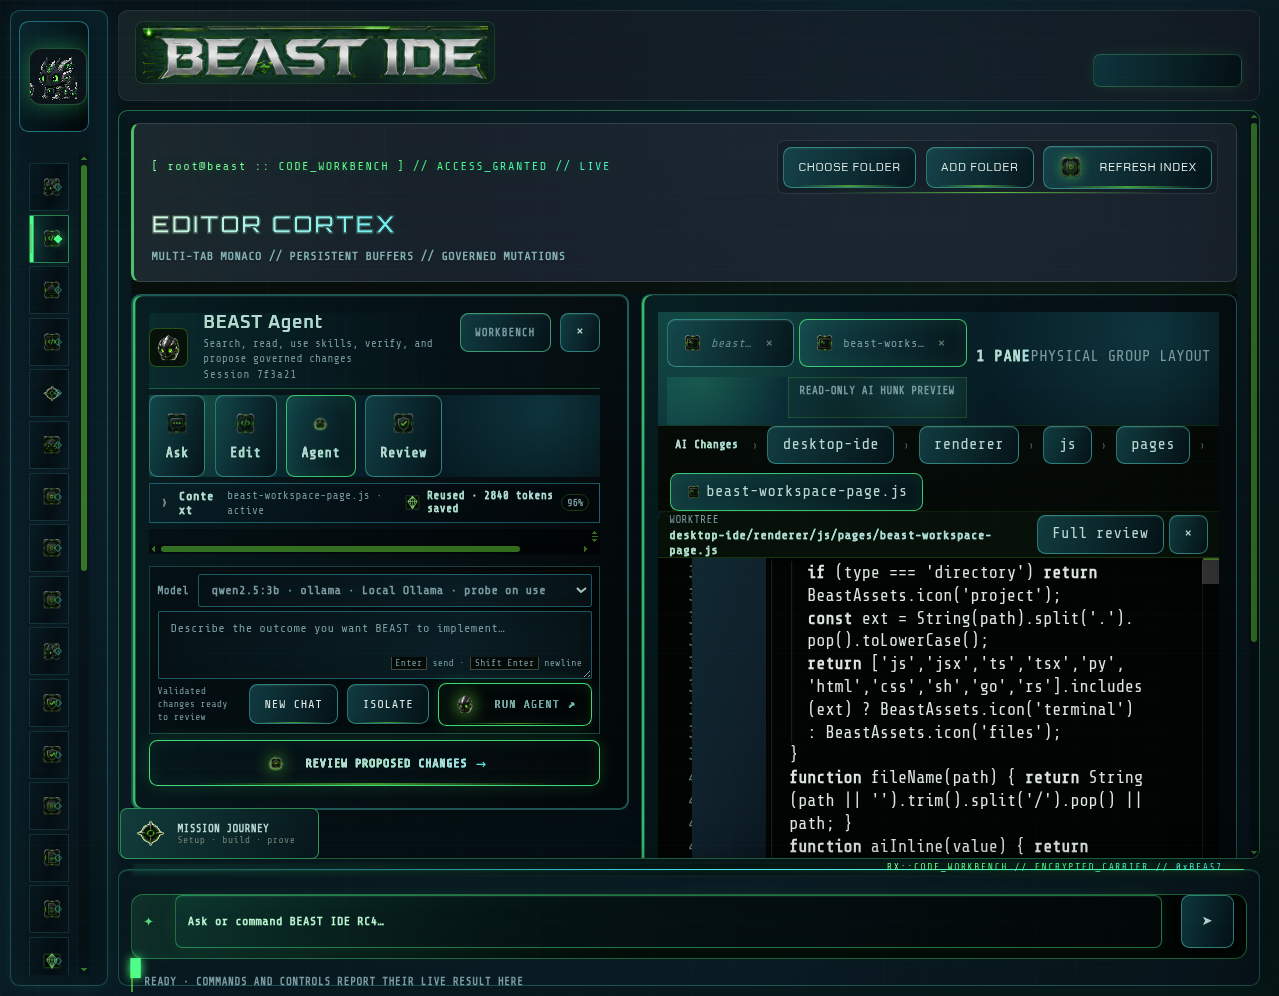 BEAST IDE
[ root@beast :: CODE_WORKBENCH ] // ACCESS_GRANTED // LIVE
CHOOSE FOLDER
ADD FOLDER
REFRESH INDEX
EDITOR CORTEX
MULTI-TAB MONACO // PERSISTENT BUFFERS // GOVERNED MUTATIONS
BEAST Agent
Search, read, use skills, verify, and
propose governed changes
Session 7f3a21
WORKBENCH
×
Ask
Edit
Agent
Review
› Conte
xt
beast-workspace-page.js ·
active
Reused · 2840 tokens
saved
96%
Model
qwen2.5:3b · ollama · Local Ollama · probe on use
Describe the outcome you want BEAST to implement…
Enter send · Shift Enter newline
Validated
changes ready
to review
NEW CHAT
ISOLATE
RUN AGENT ↗
REVIEW PROPOSED CHANGES →
MISSION JOURNEY
Setup · build · prove
beast… ×
beast-works… ×
1 PANE PHYSICAL GROUP LAYOUT
READ-ONLY AI HUNK PREVIEW
AI Changes › desktop-ide › renderer › js › pages ›
beast-workspace-page.js
WORKTREE
desktop-ide/renderer/js/pages/beast-workspace-
page.js
Full review
×
if (type === 'directory') return
BeastAssets.icon('project');
const ext = String(path).split('.').
pop().toLowerCase();
return ['js','jsx','ts','tsx','py',
'html','css','sh','go','rs'].includes
(ext) ? BeastAssets.icon('terminal')
: BeastAssets.icon('files');
}
function fileName(path) { return String
(path || '').trim().split('/').pop() ||
path; }
function aiInline(value) { return
RX::CODE_WORKBENCH // ENCRYPTED_CARRIER // 0xBEA57
✦ Ask or command BEAST IDE RC4…
➤
READY · COMMANDS AND CONTROLS REPORT THEIR LIVE RESULT HERE